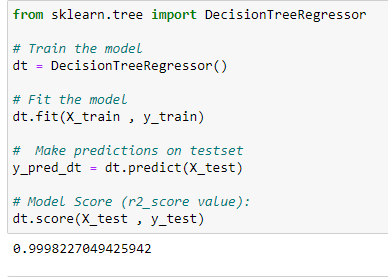 from sklearn.tree import DecisionTreeRegressor
# Train the model
dt = DecisionTreeRegressor()
# Fit the model
dt.fit(X_train , y_train)
#  Make predictions on testset
y_pred_dt = dt.predict(X_test)
# Model Score (r2_score value):
dt.score(X_test , y_test)
0.9998227049425942